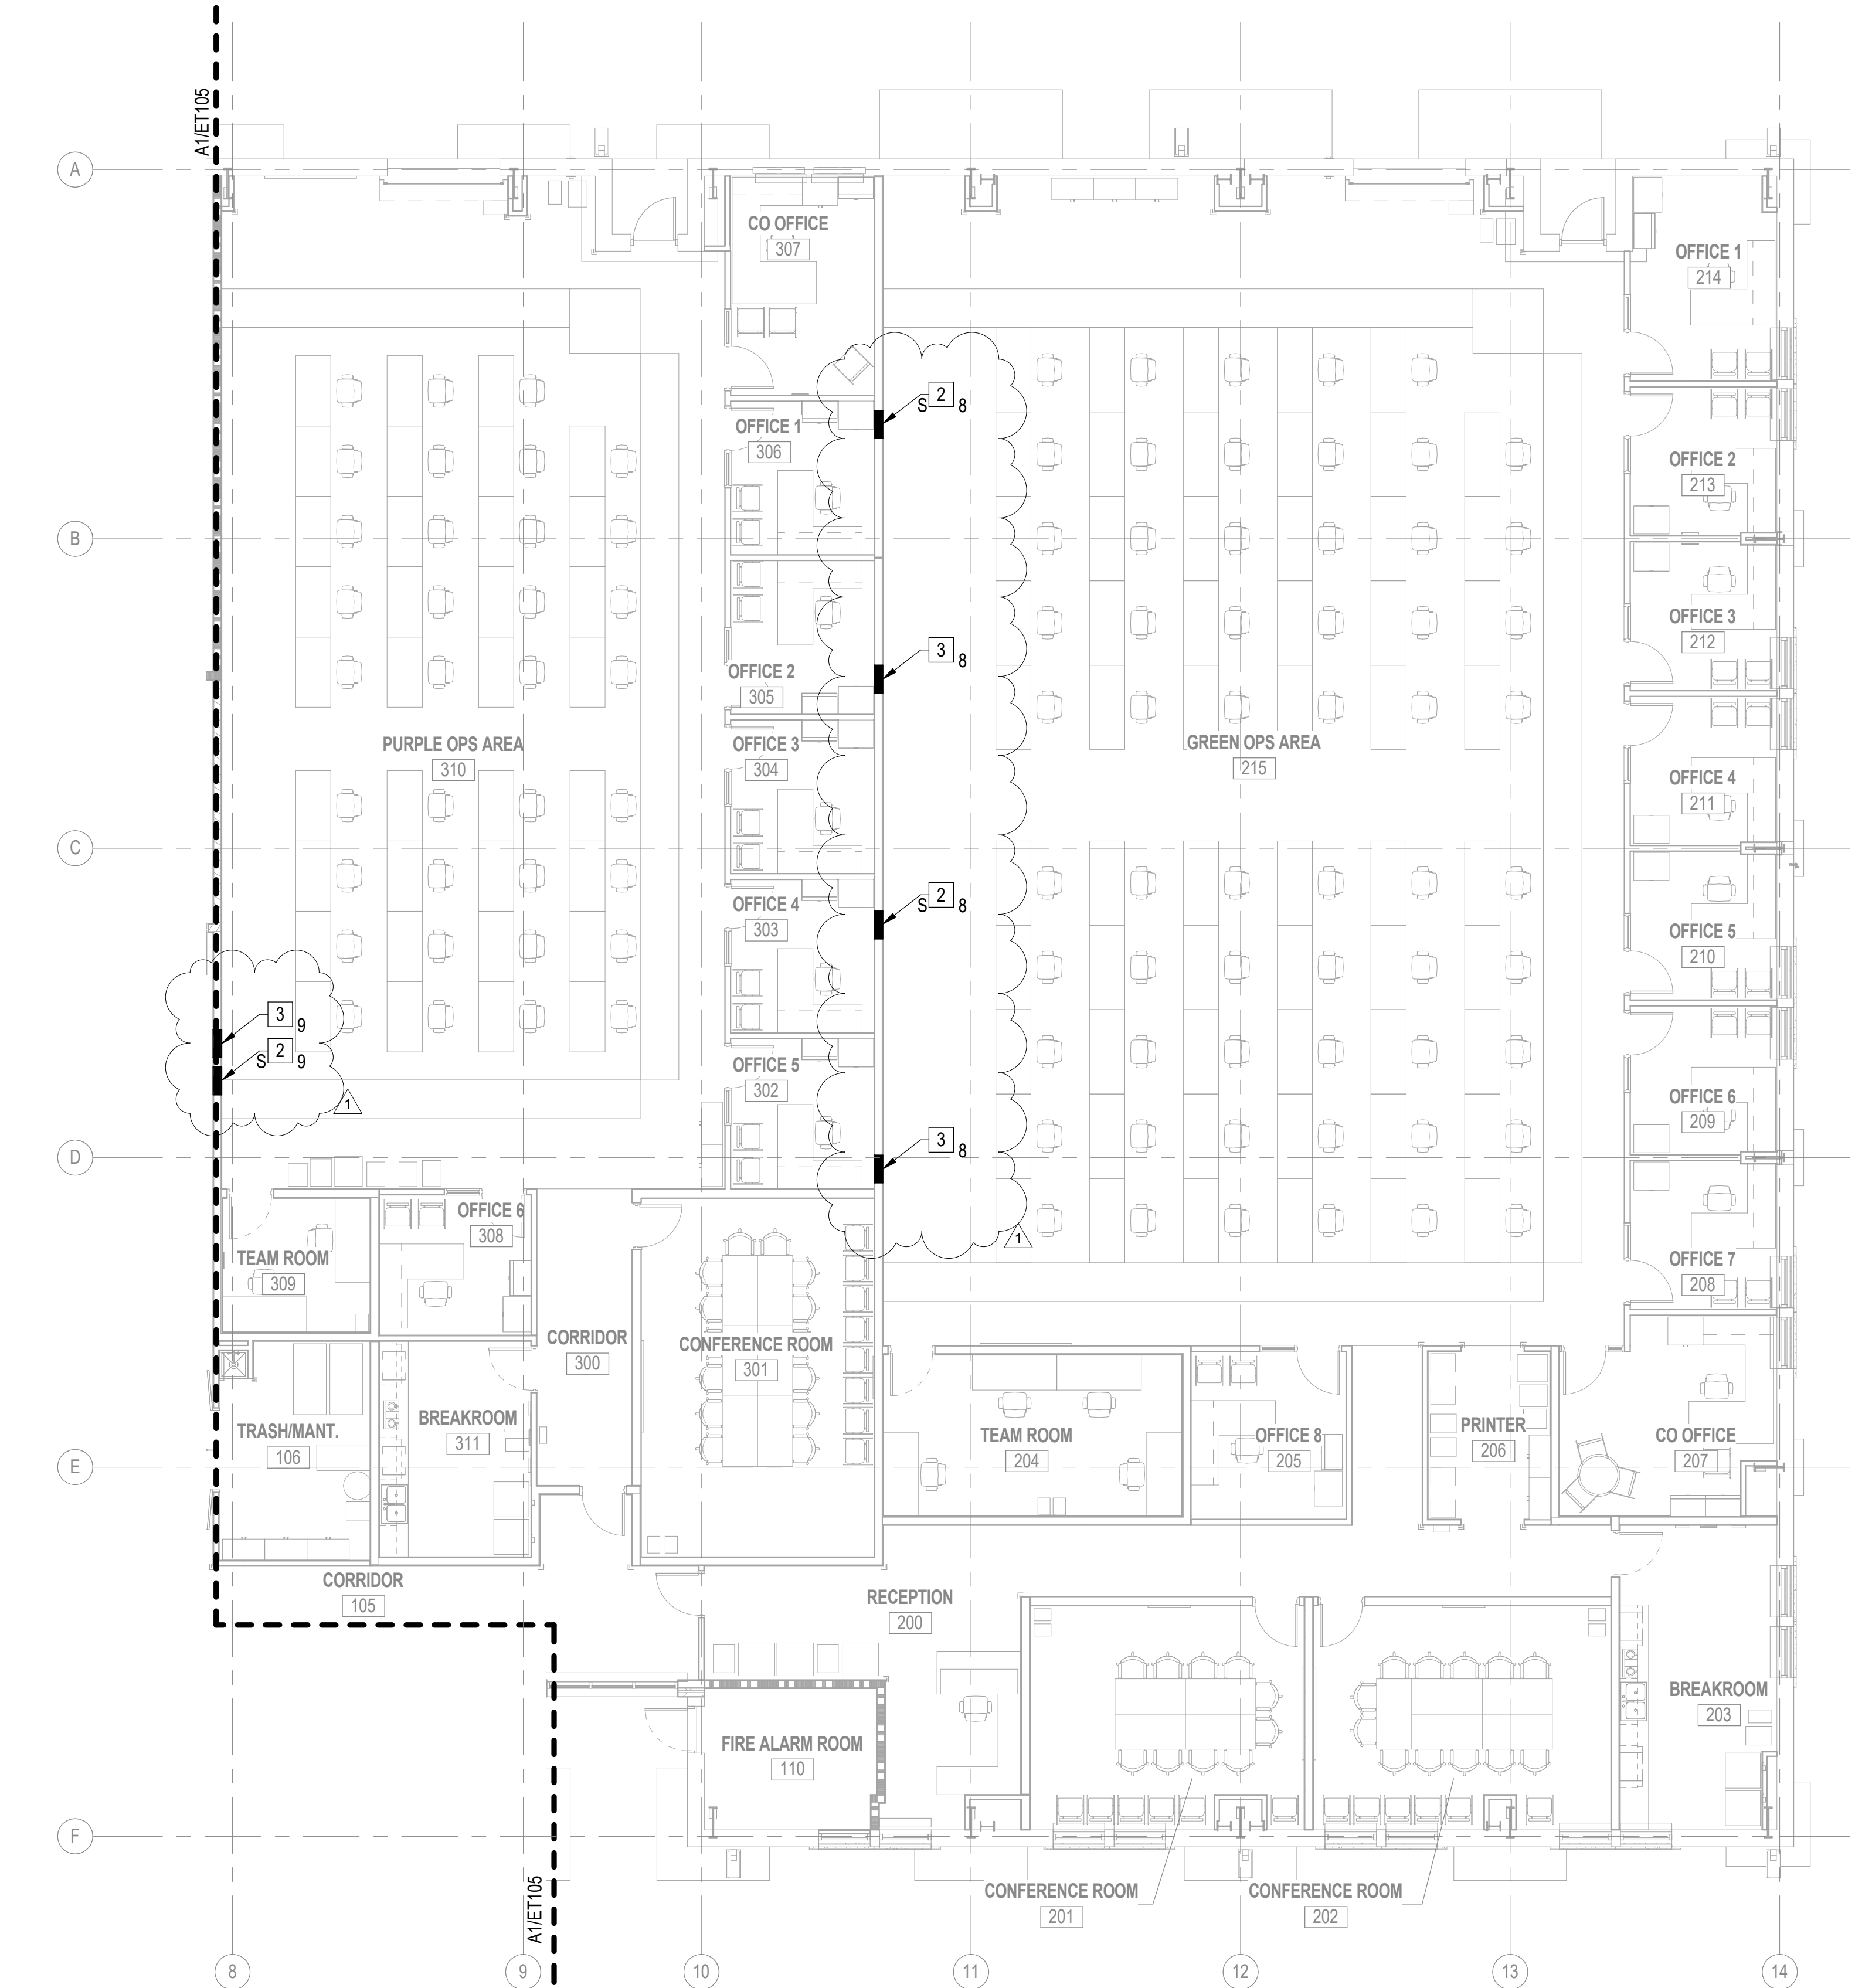 A1/ET105
A
CO OFFICE
307
OFFICE 1
214
2
S
8
OFFICE 1
306
OFFICE 2
213
B
OFFICE 3
212
3
8
OFFICE 2
305
PURPLE OPS AREA
310
OFFICE 3
304
GREEN OPS AREA
215
OFFICE 4
211
C
2
S
8
OFFICE 4
303
OFFICE 5
210
3
9
2
S
9
1
OFFICE 5
302
OFFICE 6
209
3
8
D
OFFICE 6
308
1
TEAM ROOM
309
OFFICE 7
208
CORRIDOR
300
CONFERENCE ROOM
301
BREAKROOM
311
TRASH/MANT.
106
TEAM ROOM
204
OFFICE 8
205
PRINTER
206
CO OFFICE
207
E
CORRIDOR
105
RECEPTION
200
BREAKROOM
203
FIRE ALARM ROOM
110
F
A1/ET105
CONFERENCE ROOM
201
CONFERENCE ROOM
202
8
9
10
11
12
13
14